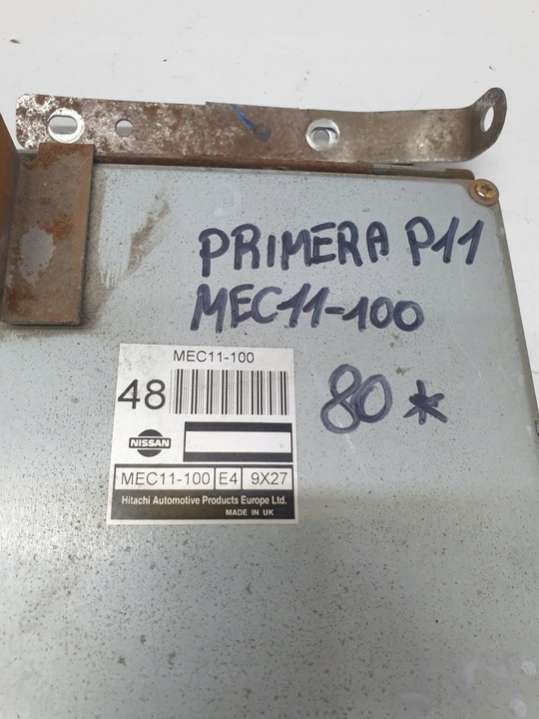 PRIMERA P11
MEC11-100
80*
MEC11-100
48
NISSAN
MEC11-100 E4 9X27
Hitachi Automotive Products Europe Ltd.
MADE IN UK